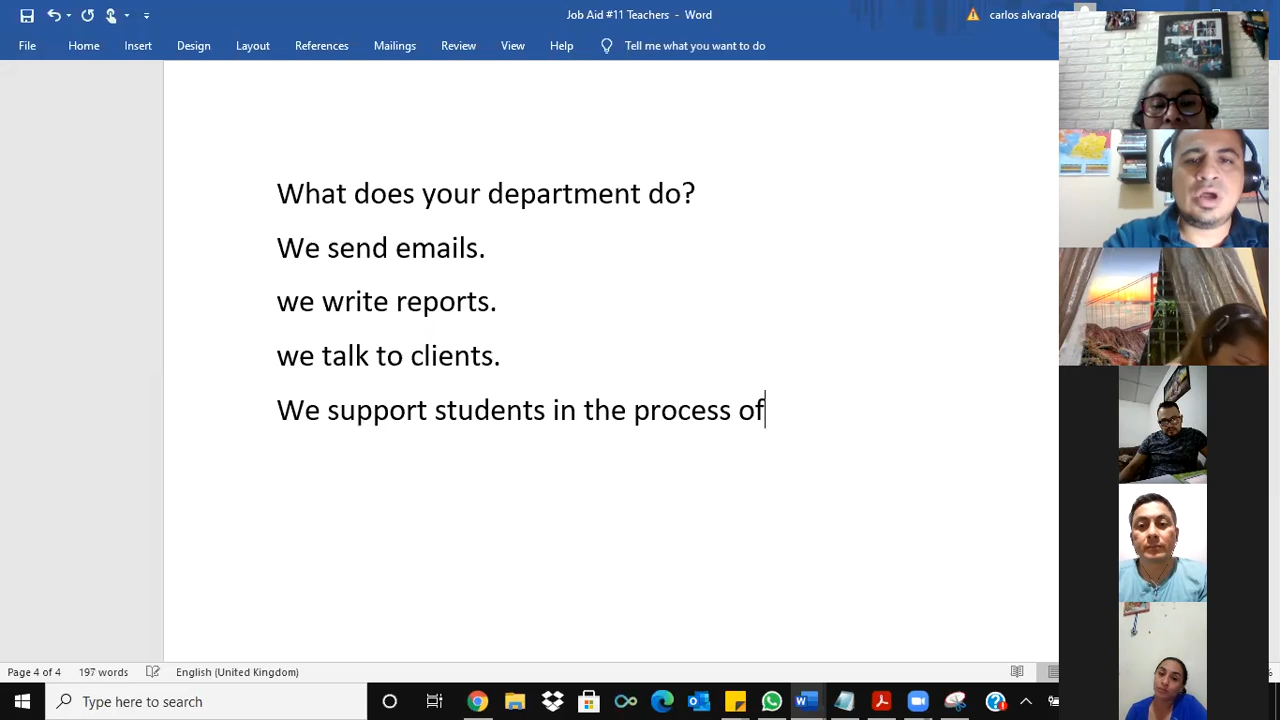 Job Aid #11 Teachers - Word
carlos alvarado
File Home Insert Design Layout References Mailings Review View Help Tell me what you want to do
What does your department do?
We send emails.
we write reports.
we talk to clients.
We support students in the process of
Page 4 of 4 197 words English (United Kingdom)
Type here to search